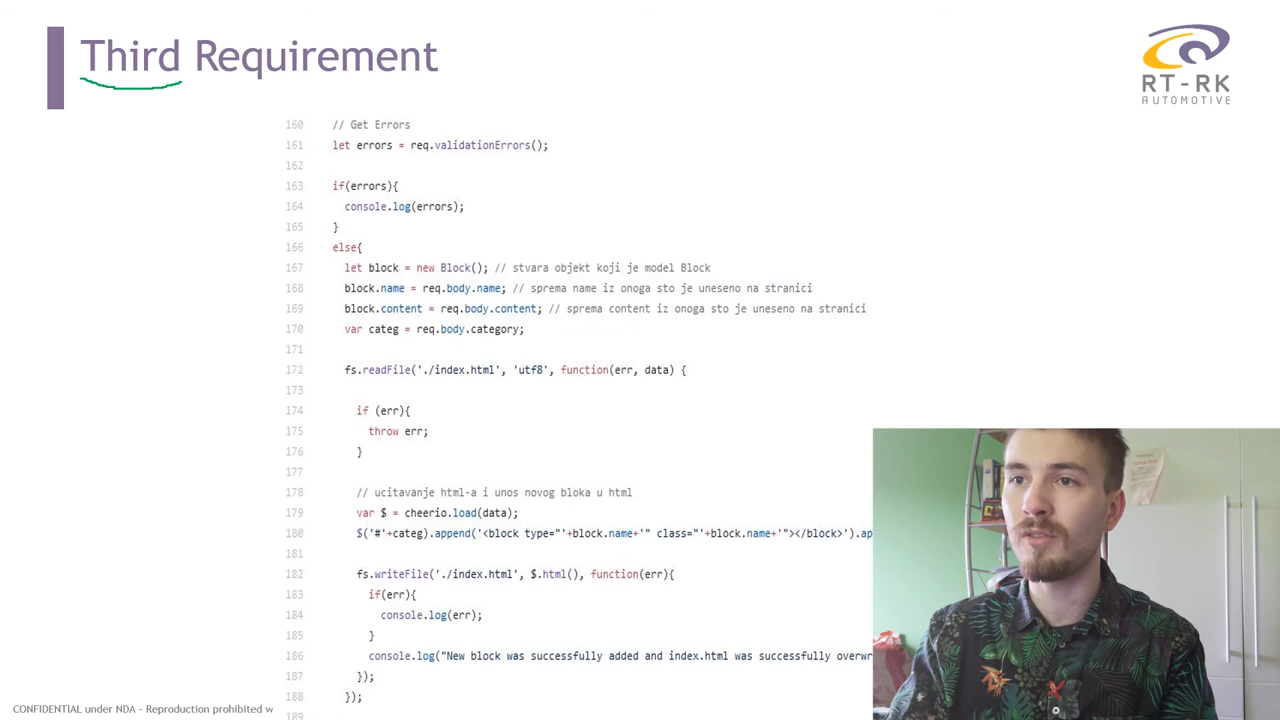 Third Requirement
RT-RK
AUTOMOTIVE
160 // Get Errors
161 let errors = req.validationErrors();
162
163 if(errors){
164 console.log(errors);
165 }
166 else{
167 let block = new Block(); // stvara objekt koji je model Block
168 block.name = req.body.name; // sprema name iz onoga sto je uneseno na stranici
169 block.content = req.body.content; // sprema content iz onoga sto je uneseno na stranici
170 var categ = req.body.category;
171
172 fs.readFile('./index.html', 'utf8', function(err, data) {
173
174 if (err){
175 throw err;
176 }
177
178 // ucitavanje html-a i unos novog bloka u html
179 var $ = cheerio.load(data);
180 $('#'+categ).append('<block type="'+block.name+'" class="'+block.name+'"></block>').ap
181
182 fs.writeFile('./index.html', $.html(), function(err){
183 if(err){
184 console.log(err);
185 }
186 console.log("New block was successfully added and index.html was successfully overw
187 });
188 });
189
CONFIDENTIAL under NDA - Reproduction prohibited w